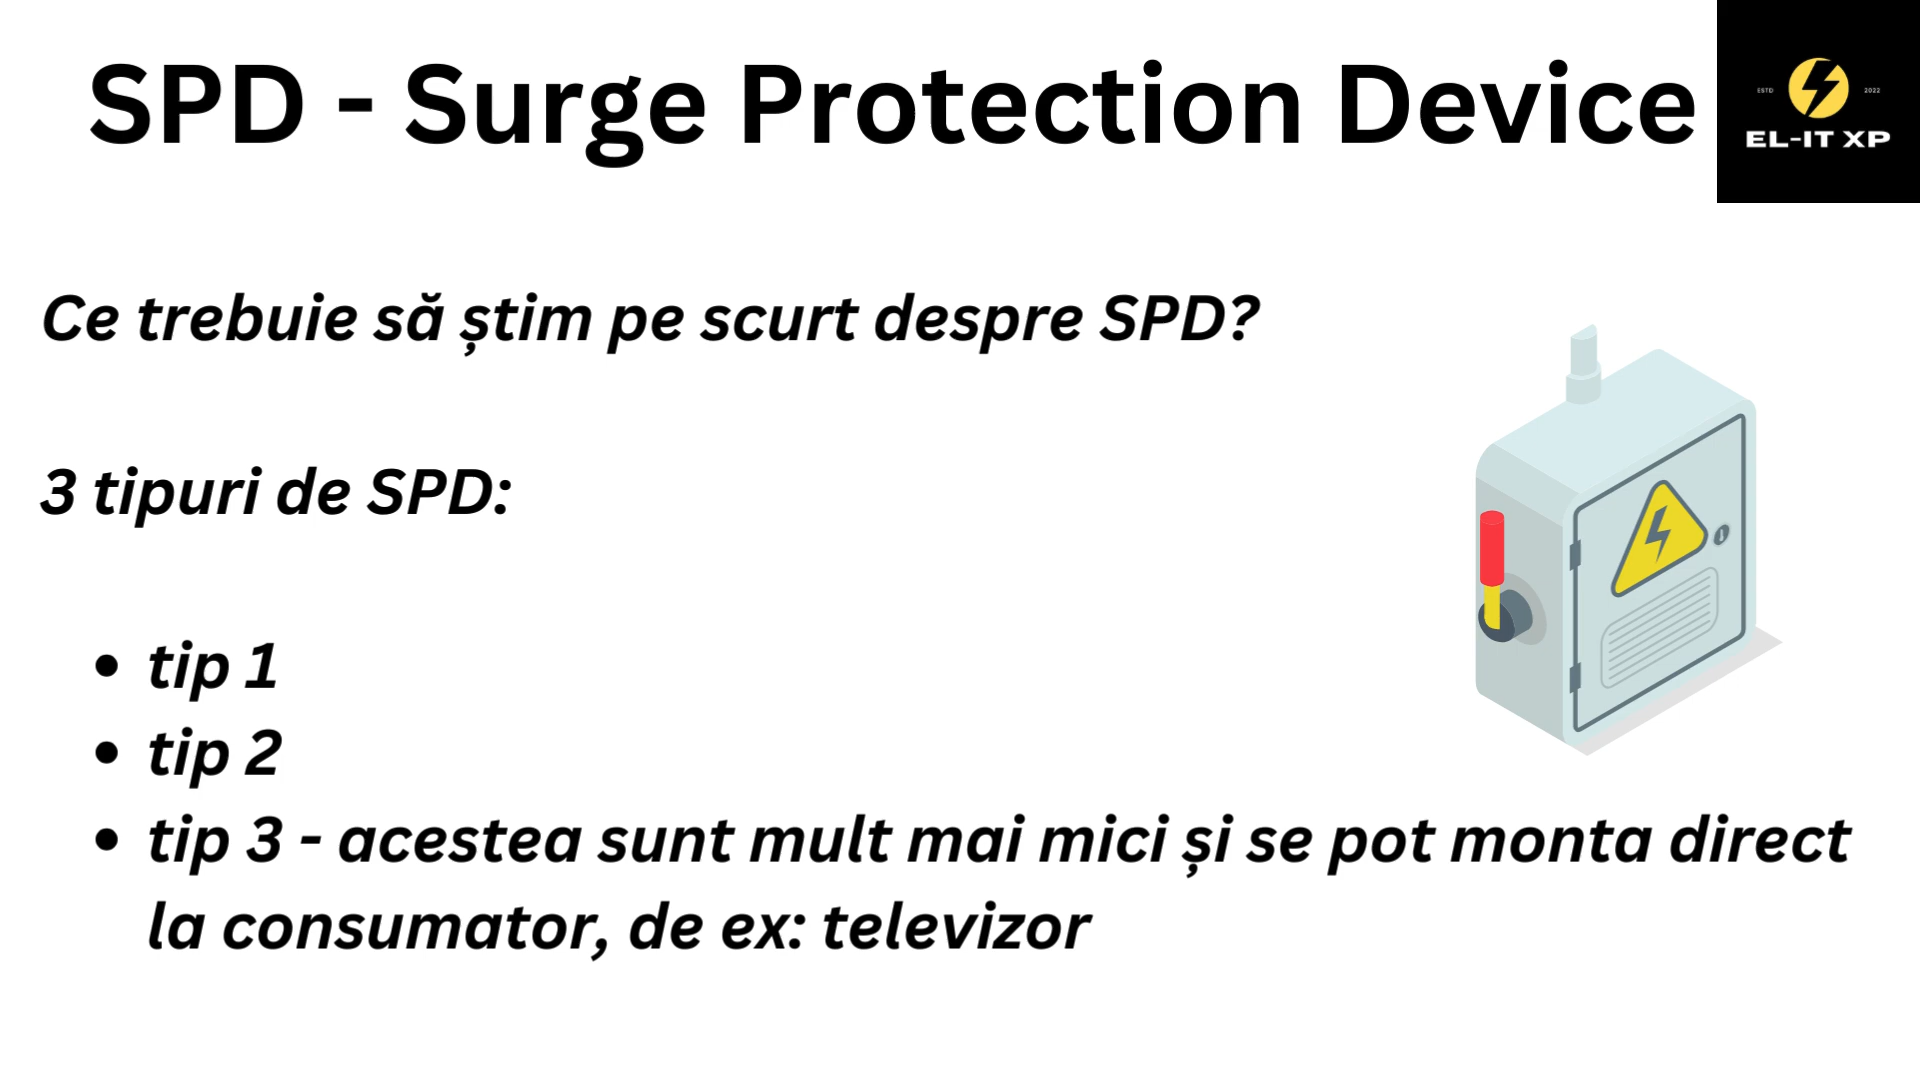 SPD - Surge Protection Device
ESTD 2022
EL-IT XP
Ce trebuie să știm pe scurt despre SPD?
3 tipuri de SPD:
• tip 1
• tip 2
• tip 3 - acestea sunt mult mai mici și se pot monta direct
la consumator, de ex: televizor